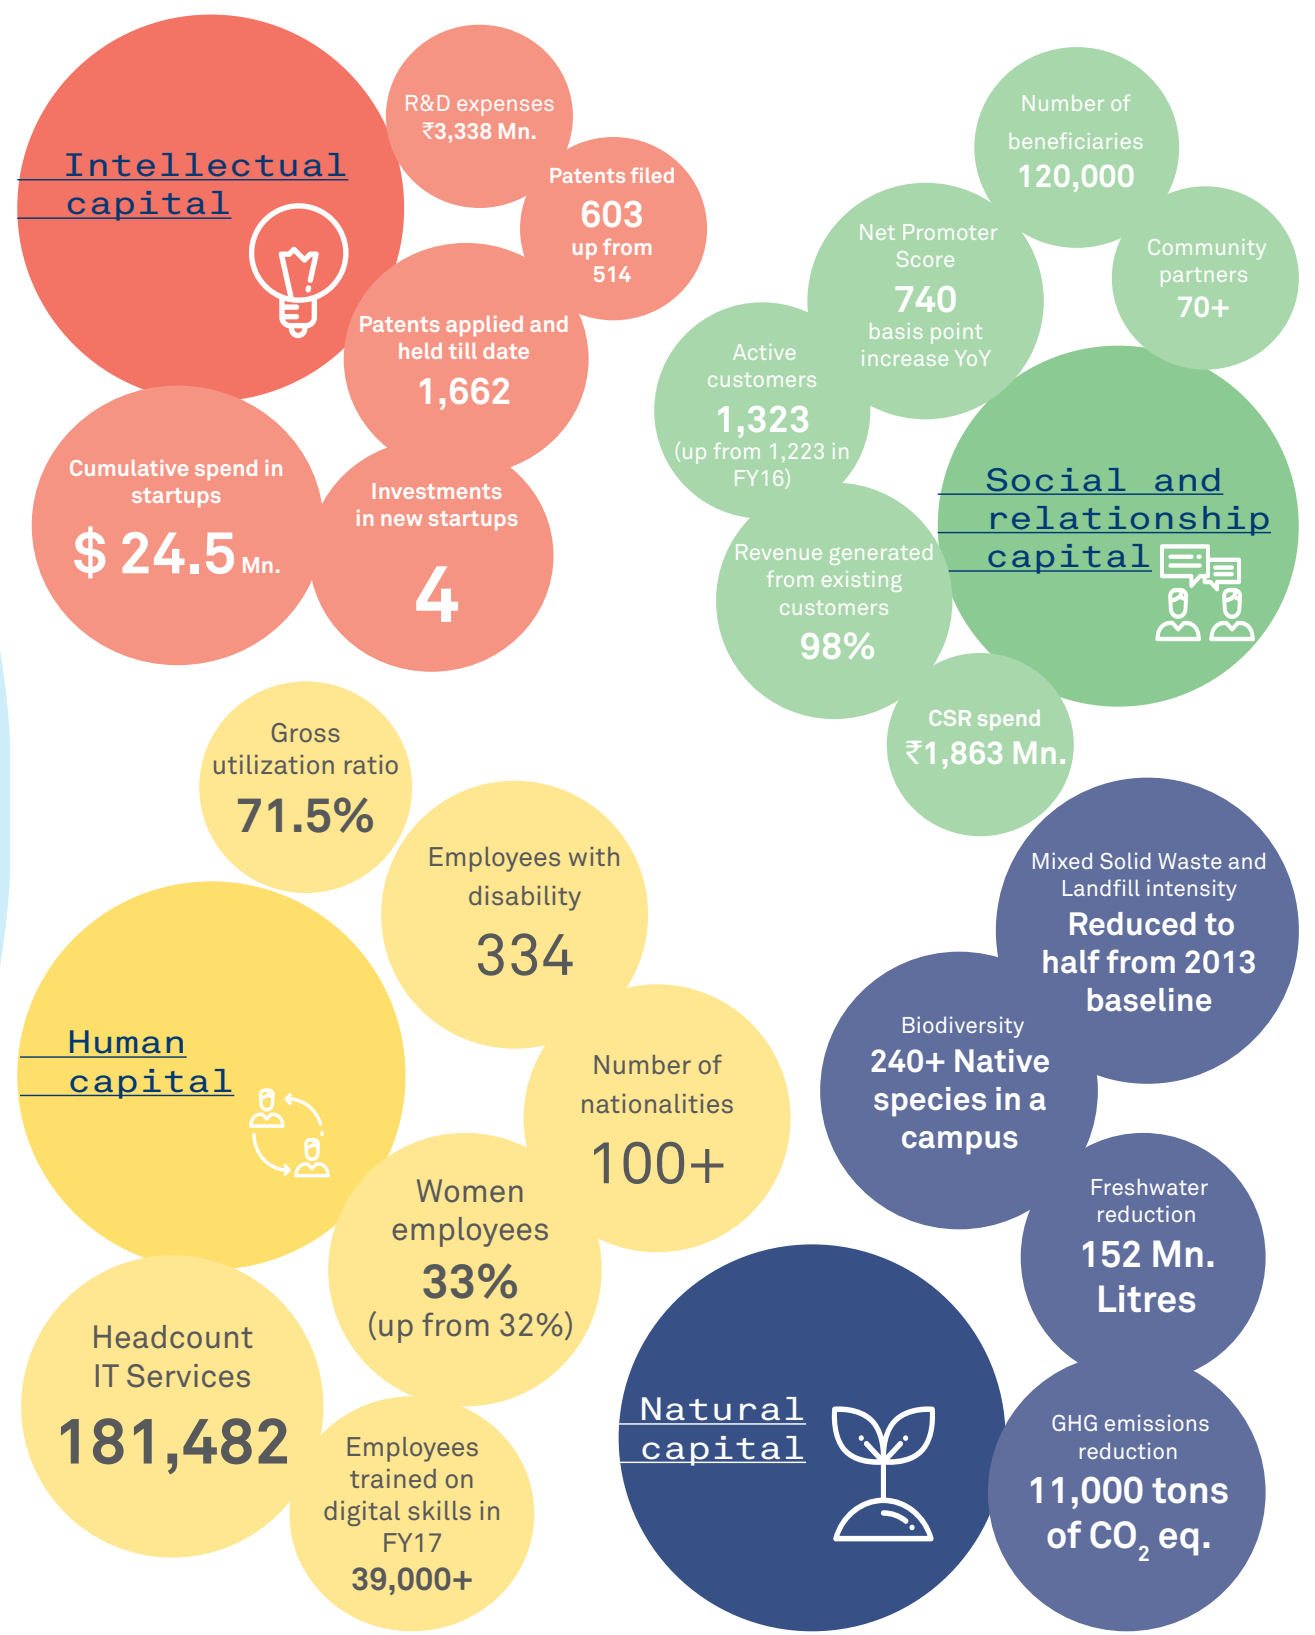 Intellectual
capital
R&D expenses
₹3,338 Mn.
Patents filed
603
up from
514
Patents applied and
held till date
1,662
Cumulative spend in
startups
$ 24.5 Mn.
Investments
in new startups
4
Number of
beneficiaries
120,000
Community
partners
70+
Net Promoter
Score
740
basis point
increase YoY
Active
customers
1,323
(up from 1,223 in
FY16)
Social and
relationship
capital
Revenue generated
from existing
customers
98%
CSR spend
₹1,863 Mn.
Gross
utilization ratio
71.5%
Employees with
disability
334
Human
capital
Number of
nationalities
100+
Women
employees
33%
(up from 32%)
Headcount
IT Services
181,482
Employees
trained on
digital skills in
FY17
39,000+
Mixed Solid Waste and
Landfill intensity
Reduced to
half from 2013
baseline
Biodiversity
240+ Native
species in a
campus
Freshwater
reduction
152 Mn.
Litres
Natural
capital
GHG emissions
reduction
11,000 tons
of CO₂ eq.